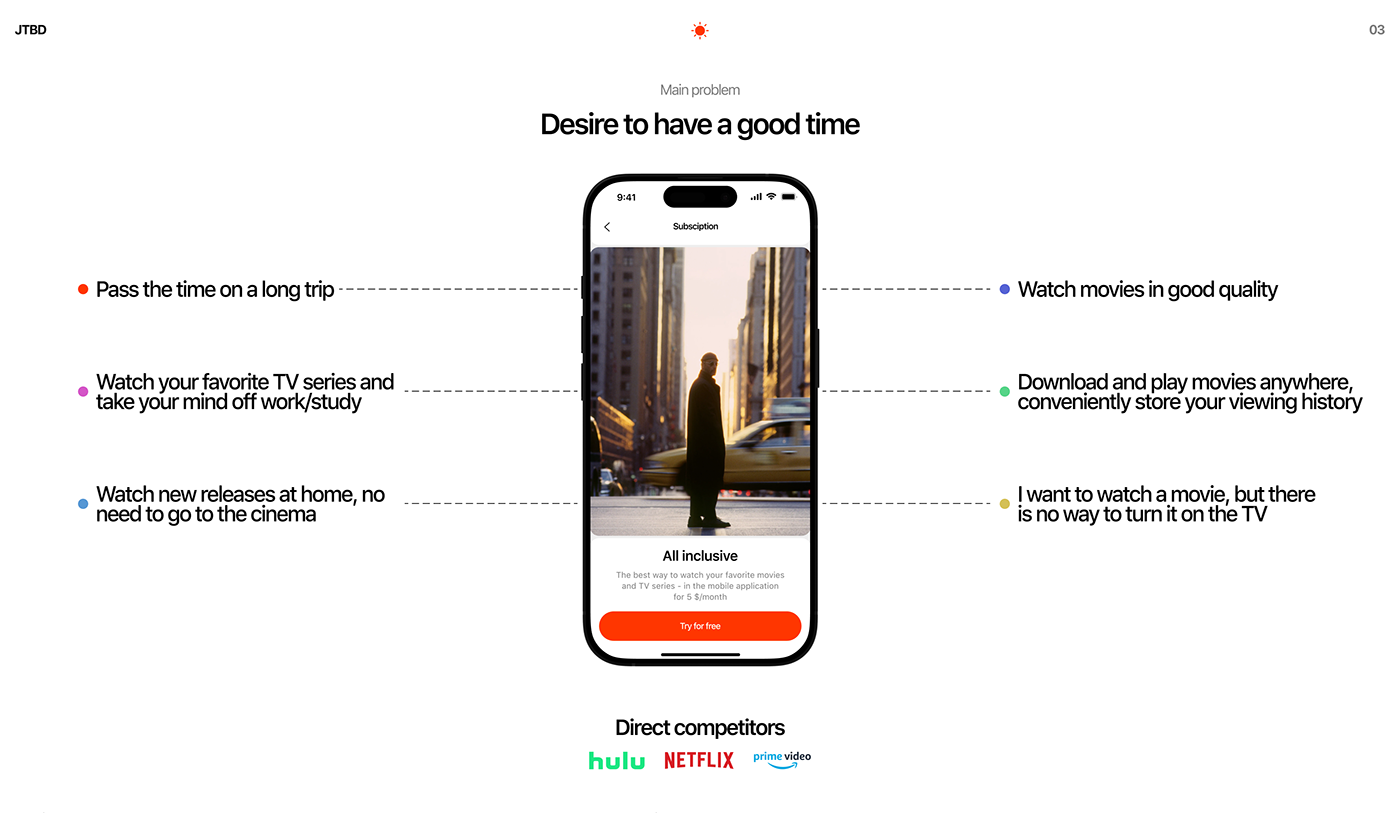 JTBD
03
Main problem
Desire to have a good time
9:41
Subsciption
Pass the time on a long trip
Watch your favorite TV series and
take your mind off work/study
Watch new releases at home, no
need to go to the cinema
Watch movies in good quality
Download and play movies anywhere,
conveniently store your viewing history
I want to watch a movie, but there
is no way to turn it on the TV
All inclusive
The best way to watch your favorite movies
and TV series - in the mobile application
for 5 $/month
Try for free
Direct competitors
hulu NETFLIX prime video